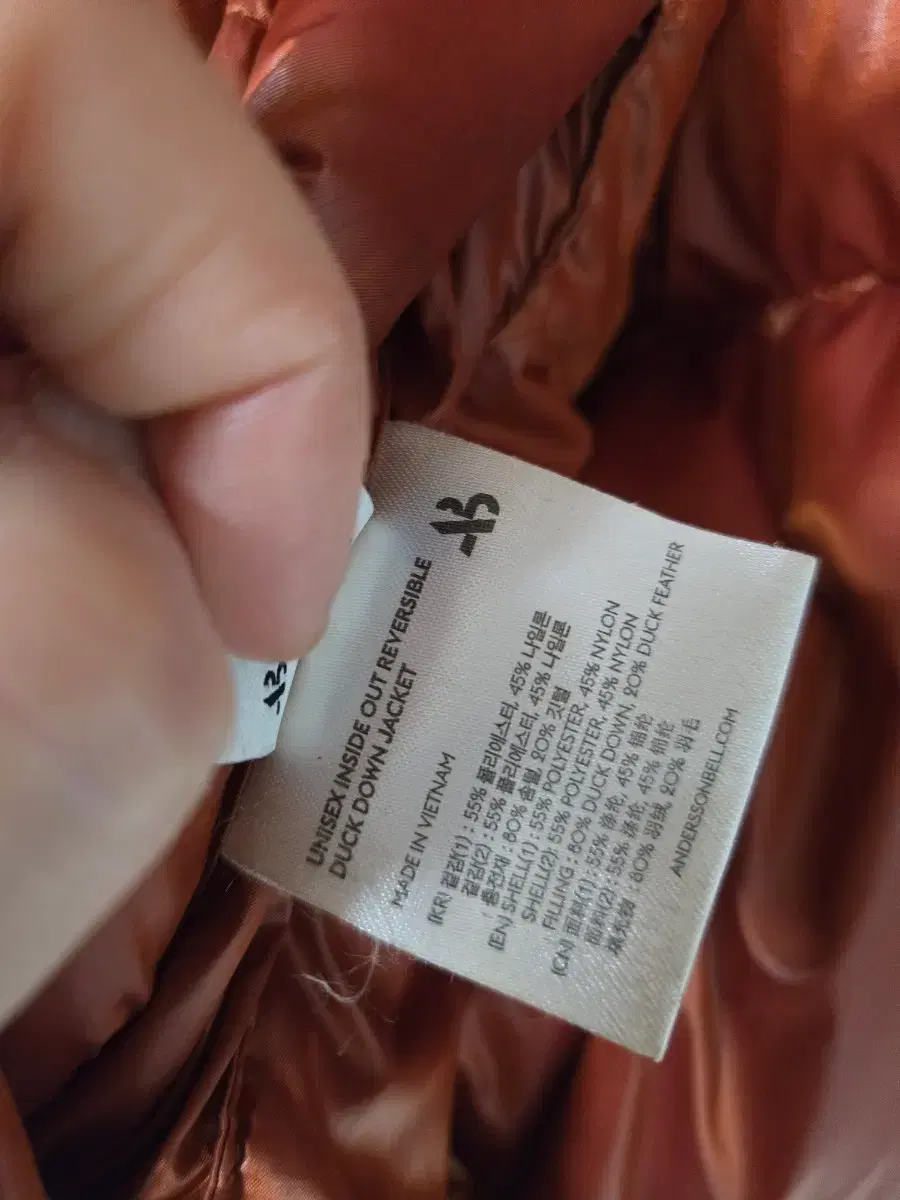 UNISEX INSIDE OUT REVERSIBLE
DUCK DOWN JACKET
MADE IN VIETNAM
(KR) 겉감(1) : 55% 폴리에스터, 45% 나일론
겉감(2) : 55% 폴리에스터, 45% 나일론
충전재 : 80% 솜털, 20% 깃털
(EN) SHELL(1) : 55% POLYESTER, 45% NYLON
SHELL(2) : 55% POLYESTER, 45% NYLON
FILLING : 80% DUCK DOWN, 20% DUCK FEATHER
(CN) 面料(1) : 55% 涤纶, 45% 锦纶
面料(2) : 55% 涤纶, 45% 锦纶
填充物 : 80% 羽绒, 20% 羽毛
ANDERSSONBELL.COM